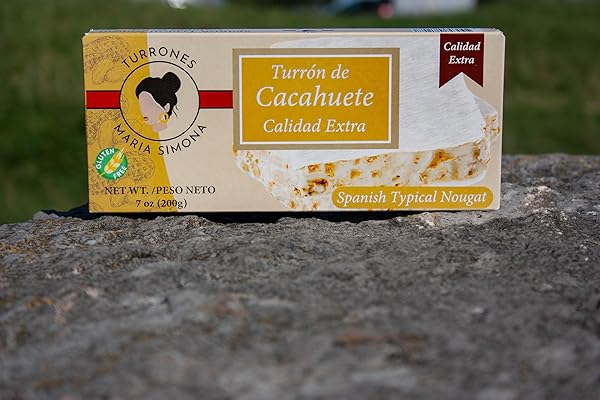 TURRONES
MARIA SIMONA
GLUTEN
FREE
NET WT. /PESO NETO
7 oz (200g)
Turrón de
Cacahuete
Calidad Extra
Calidad
Extra
Spanish Typical Nougat